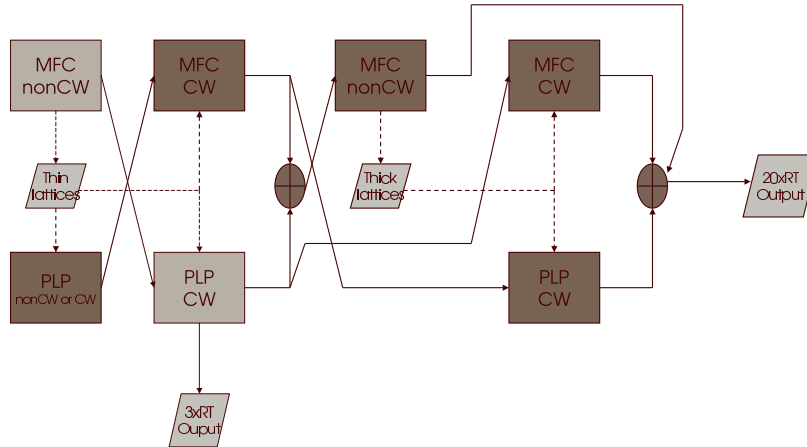 MFC
nonCW
MFC
CW
MFC
nonCW
MFC
CW
Thin
lattices
Thick
lattices
20xRT
Output
PLP
nonCW or CW
PLP
CW
PLP
CW
3xRT
Ouput